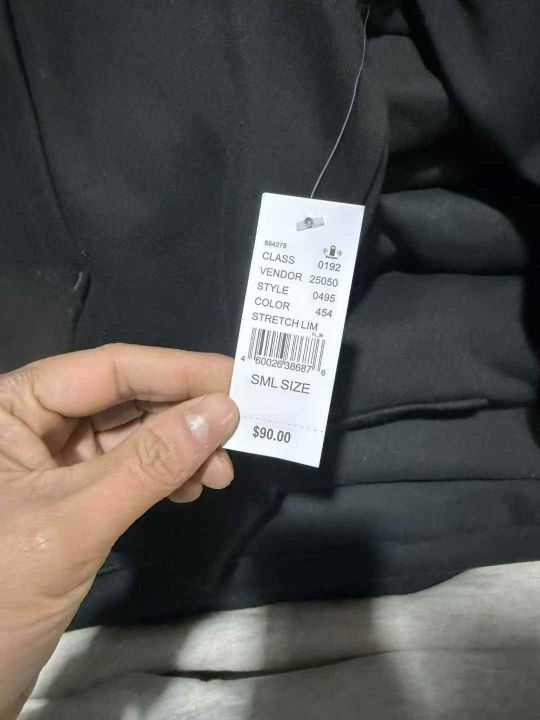 664278
CLASS 0192
VENDOR 25050
STYLE 0495
COLOR 454
STRETCH LIM
4 60026 38687 6
SML SIZE
$90.00